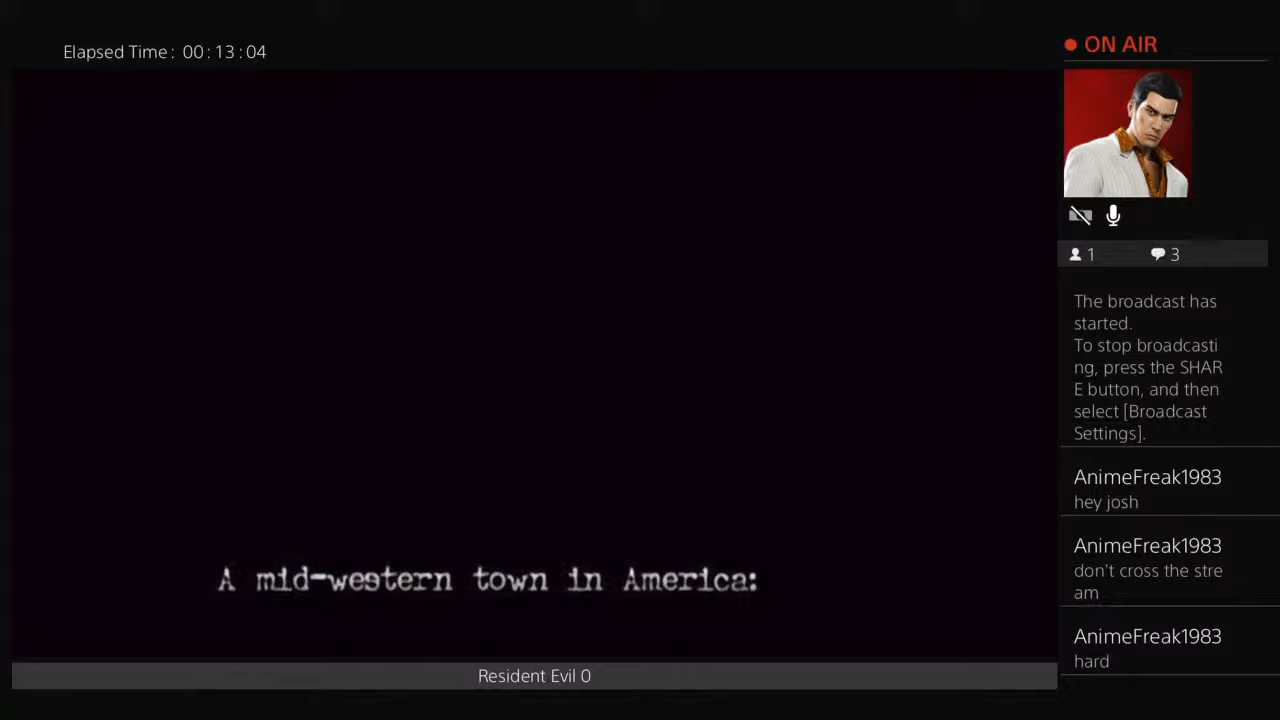 Elapsed Time: 00:13:04
ON AIR
1
3
The broadcast has
started.
To stop broadcasti
ng, press the SHAR
E button, and then
select [Broadcast
Settings].
AnimeFreak1983
hey josh
AnimeFreak1983
don't cross the stre
am
AnimeFreak1983
hard
A mid-western town in America:
Resident Evil 0